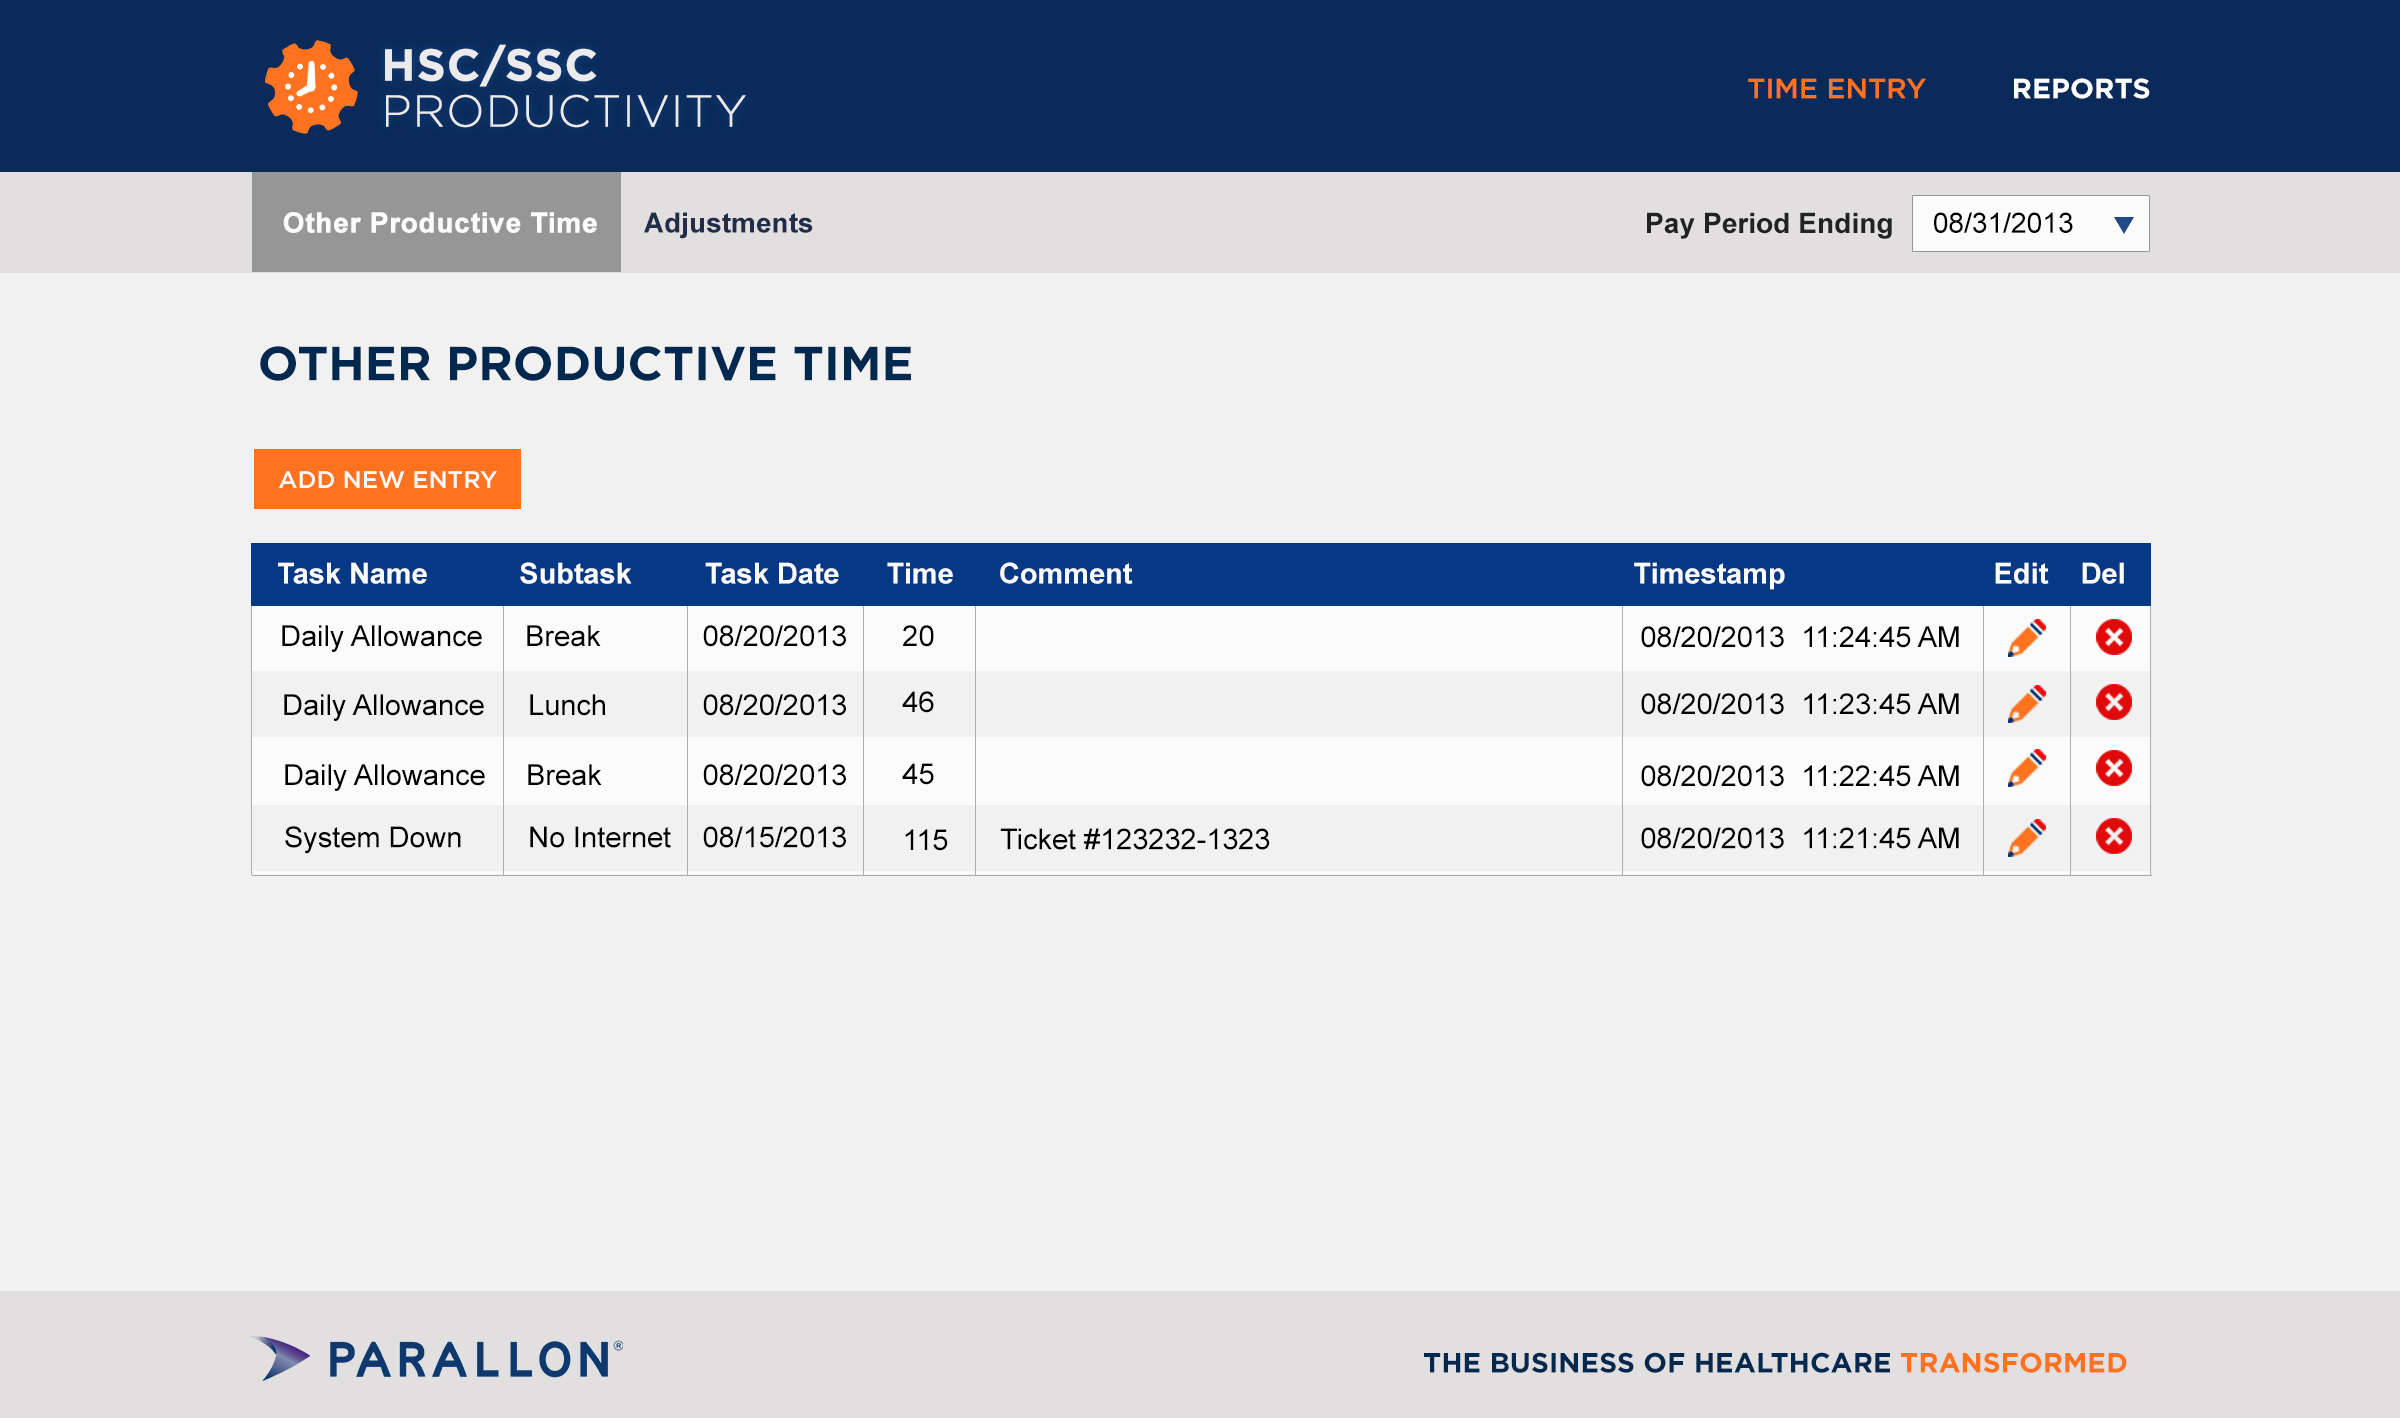 HSC/SSC
PRODUCTIVITY
TIME ENTRY REPORTS
Other Productive Time Adjustments Pay Period Ending 08/31/2013
OTHER PRODUCTIVE TIME
ADD NEW ENTRY
Task Name Subtask Task Date Time Comment Timestamp Edit Del
Daily Allowance Break 08/20/2013 20 08/20/2013 11:24:45 AM
Daily Allowance Lunch 08/20/2013 46 08/20/2013 11:23:45 AM
Daily Allowance Break 08/20/2013 45 08/20/2013 11:22:45 AM
System Down No Internet 08/15/2013 115 Ticket #123232-1323 08/20/2013 11:21:45 AM
PARALLON® THE BUSINESS OF HEALTHCARE TRANSFORMED